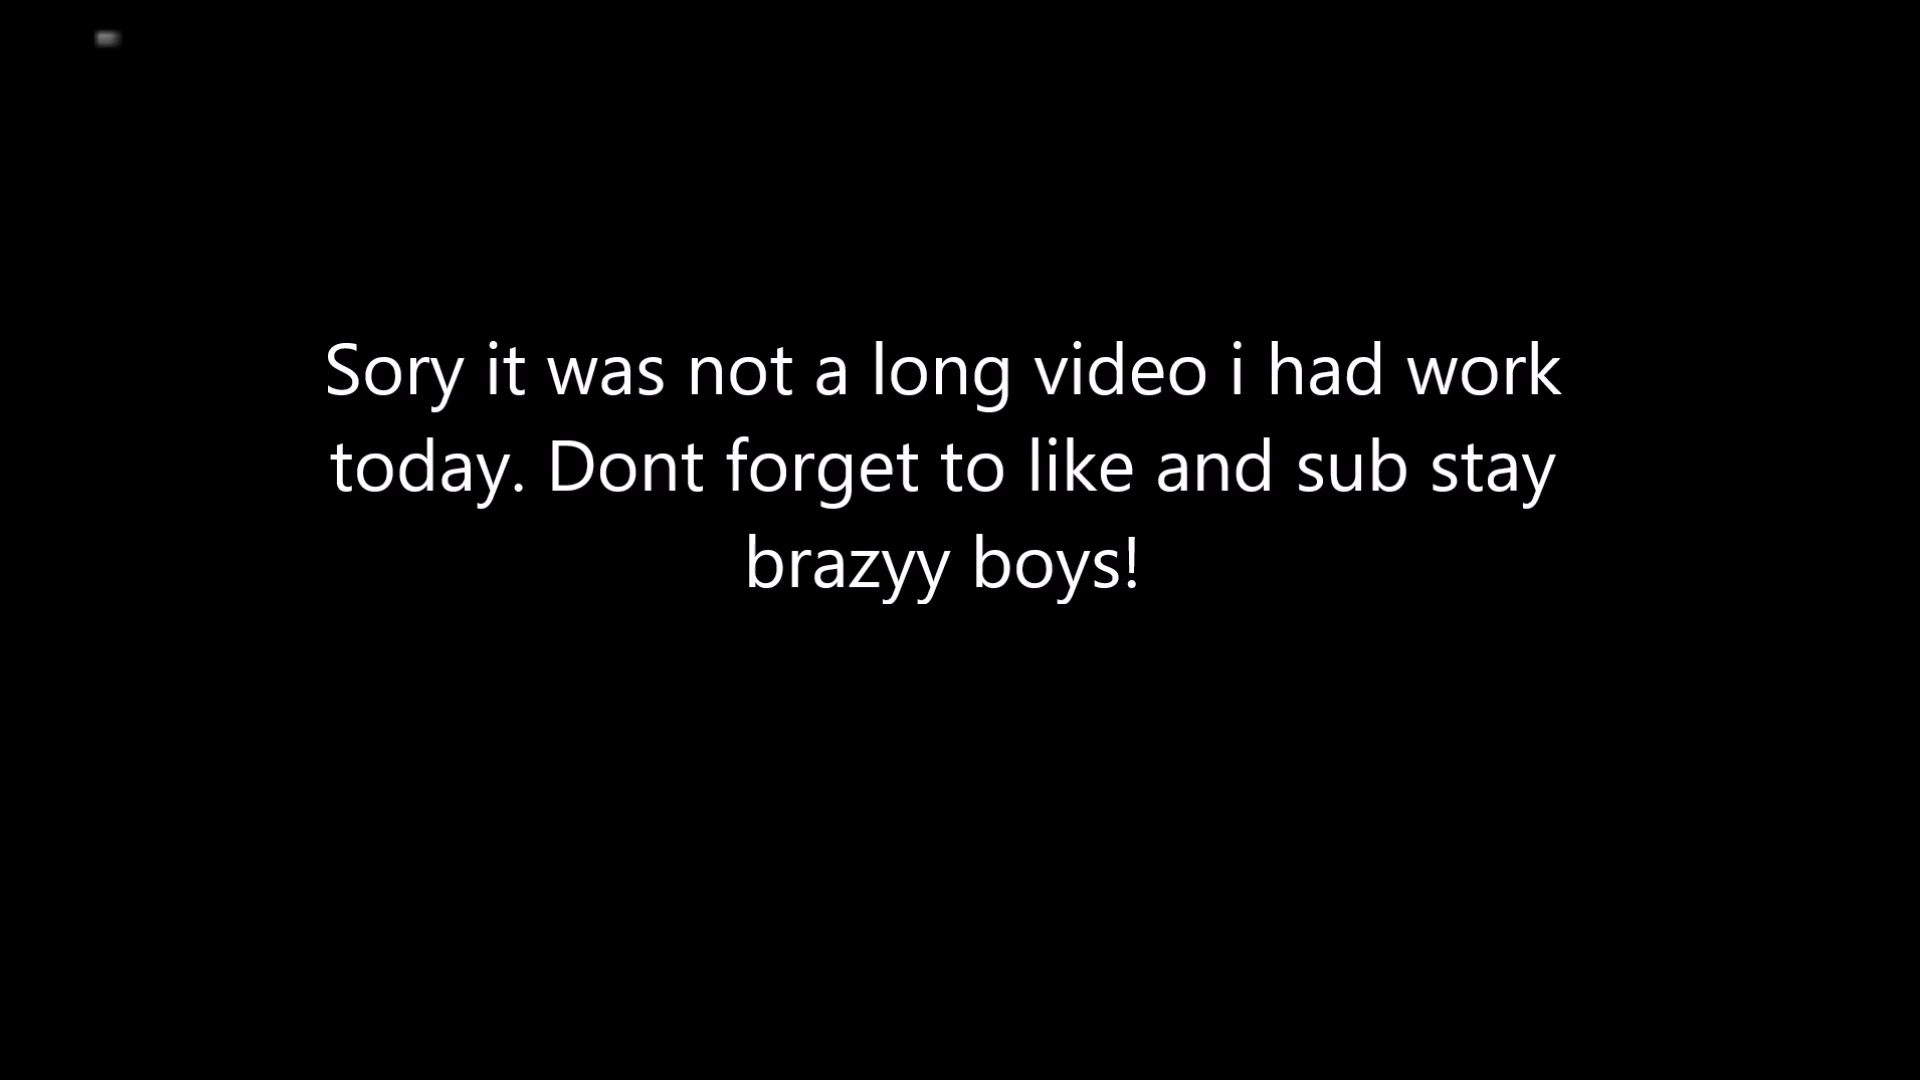 Sory it was not a long video i had work
today. Dont forget to like and sub stay
brazyy boys!